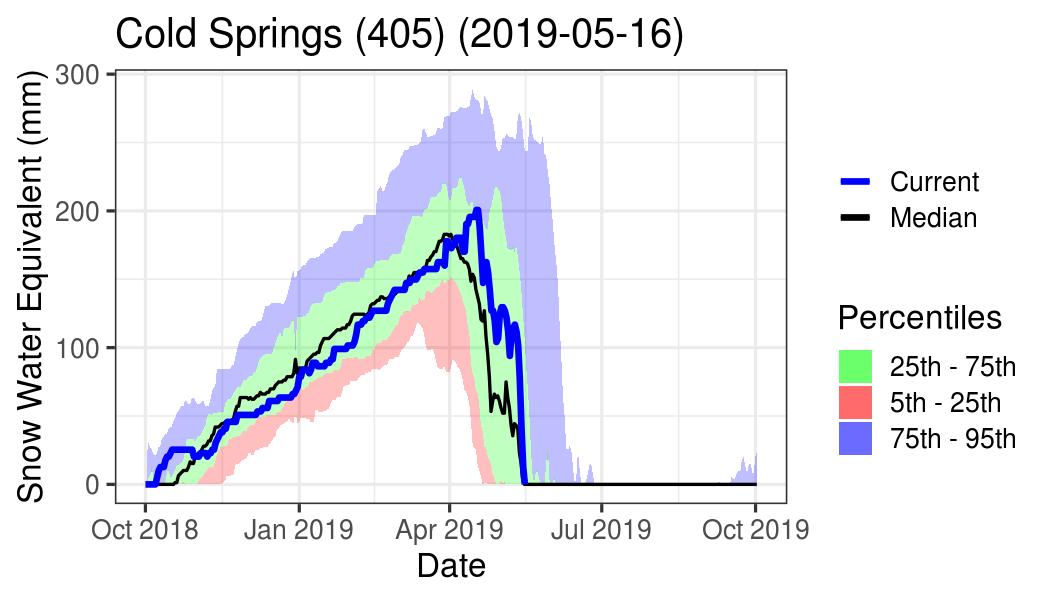 Cold Springs (405) (2019-05-16)
Snow Water Equivalent (mm)
300
200
100
0
Oct 2018
Jan 2019
Apr 2019
Jul 2019
Oct 2019
Date
Current
Median
Percentiles
25th - 75th
5th - 25th
75th - 95th